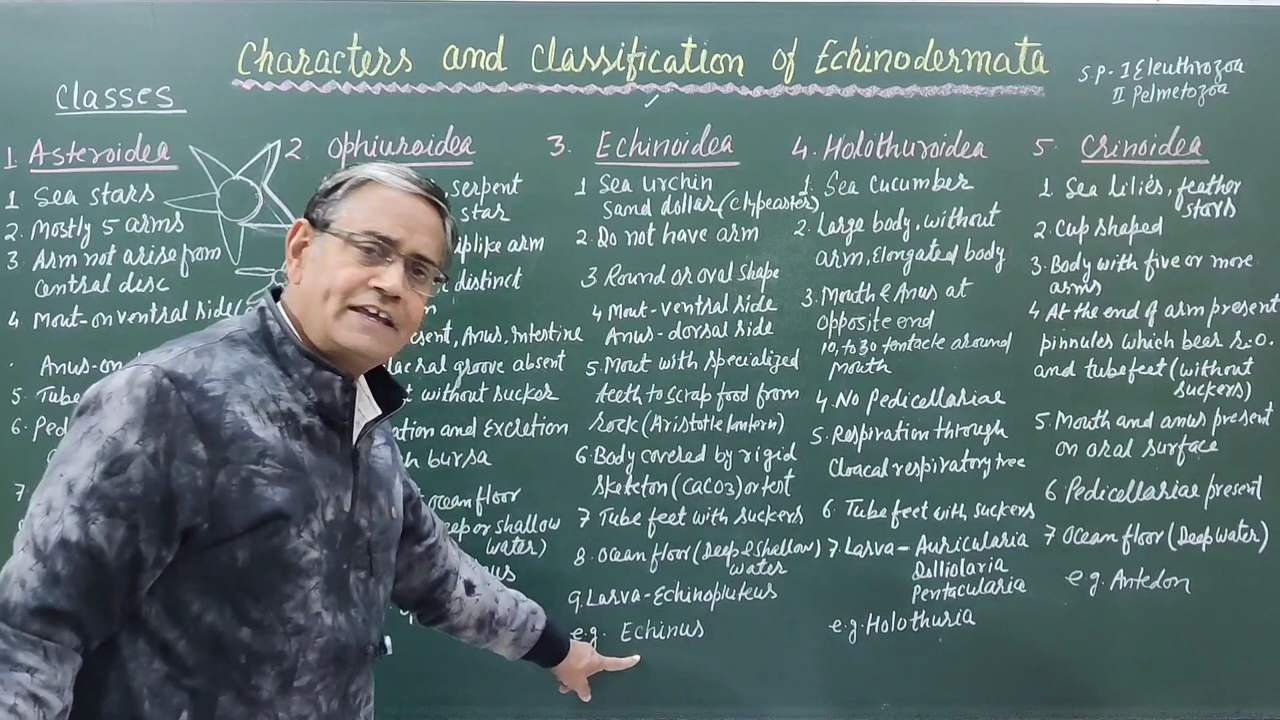 Characters and classification of Echinodermata
S.P- I Eleuthrozoa
II Pelmetozoa
Classes
1. Asteroidea
1 Sea stars
2. Mostly 5 arms
3. Arm not arise from
central disc
4 Mout-on ventral side
Anus-on
5. Tube
6. Ped
7
2 Ophiuroidea
serpent
star
iplike arm
distinct
esent, Anus, intestine
lacral groove absent
t without sucker
ation and Excretion
h bursa
ocean floor
eep or shallow
water)
us
3. Echinoidea
1 Sea urchin
Sand dollar (clypeaster)
2. Do not have arm
3 Round or oval shape
4 Mout-ventral side
Anus-dorsal side
5. Mout with specialized
teeth to scrap food from
rock (Aristotle lantern)
6. Body covered by rigid
skeleton (CaCO3) or test
7 Tube feet with suckers
8. Ocean floor (Deep & shallow)
water
9. Larva-Echinopluteus
e.g. Echinus
4. Holothuroidea
1. Sea cucumber
2. Large body, without
arm, Elongated body
3. Mouth & Anus at
opposite end
10, to 30 tentacle around
mouth
4. No Pedicellariae
5. Respiration through
Cloacal respiratory tree
6. Tube feet with suckers
7. Larva - Auricularia
Dolliolaria
Pentacularia
e.g. Holothuria
5. Crinoidea
1. Sea lilies, feather
stars
2. Cup shaped
3. Body with five or more
arms
4 At the end of arm present
pinnules which bear r.o.
and tube feet (without
suckers)
5. Mouth and anus present
on oral surface
6 Pedicellariae present
7 Ocean floor (Deep water)
e.g. Antedon